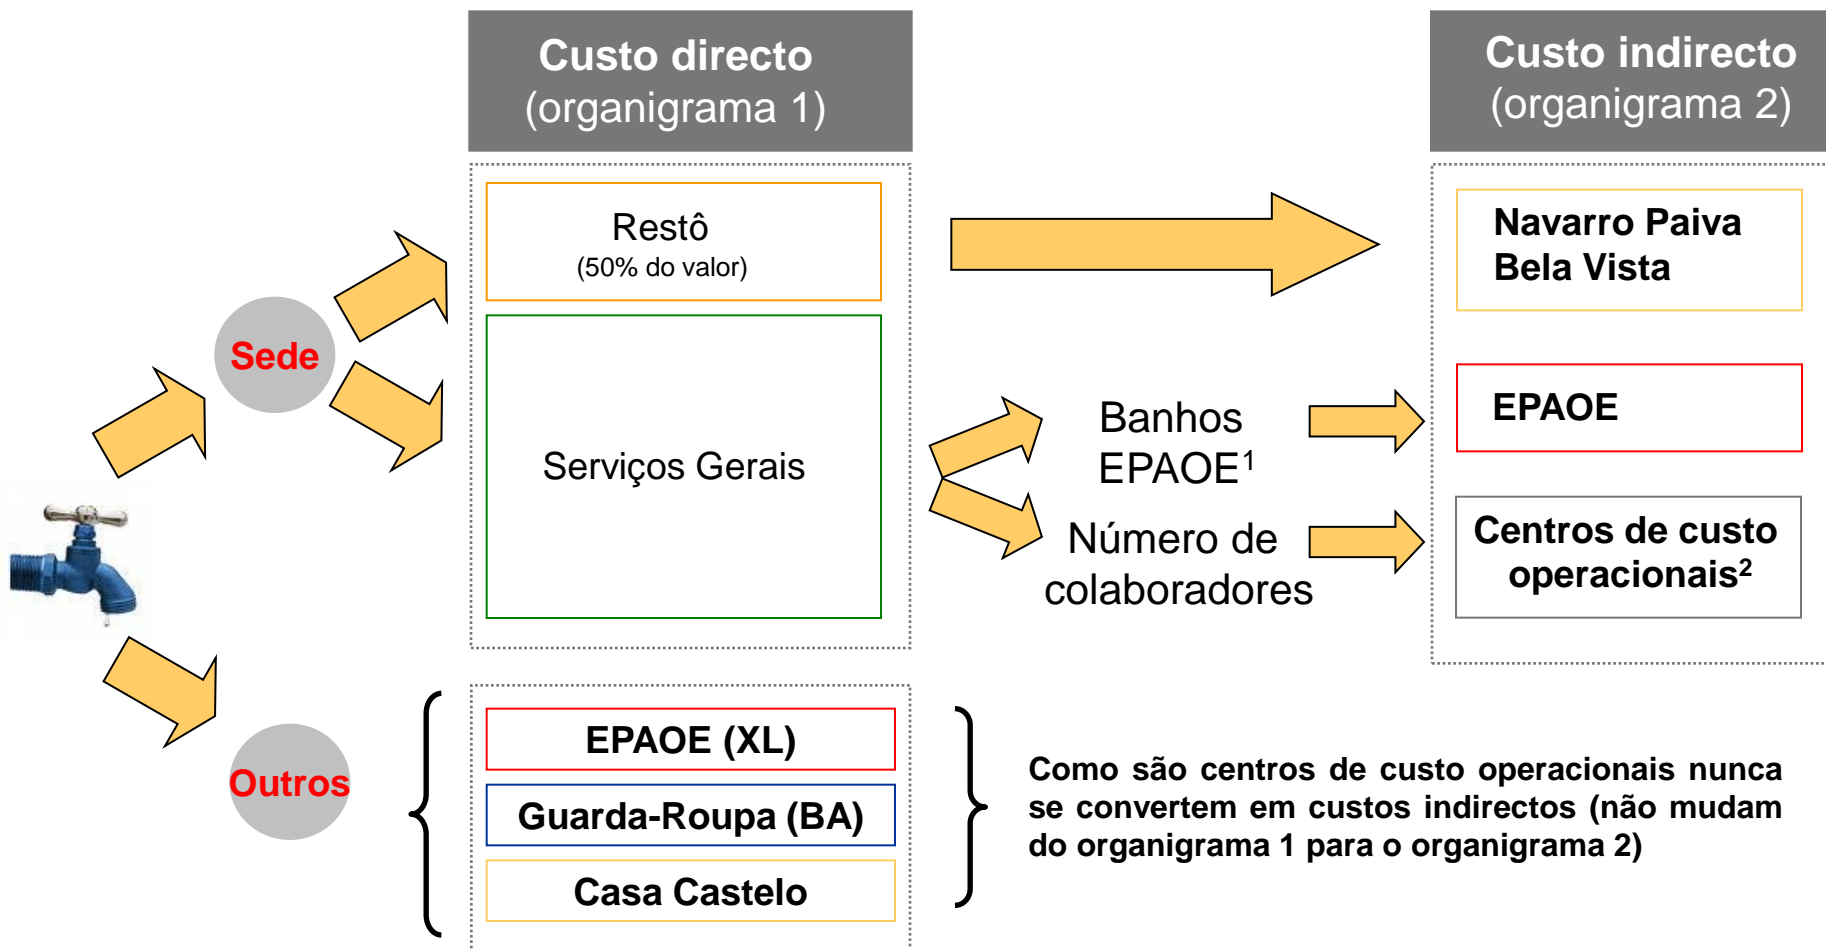 Custo directo
(organigrama 1)
Custo indirecto
(organigrama 2)
Restô
(50% do valor)
Navarro Paiva
Bela Vista
Sede
Serviços Gerais
Banhos
EPAOE¹
EPAOE
Número de
colaboradores
Centros de custo
operacionais²
Outros
EPAOE (XL)
Guarda-Roupa (BA)
Casa Castelo
Como são centros de custo operacionais nunca
se convertem em custos indirectos (não mudam
do organigrama 1 para o organigrama 2)